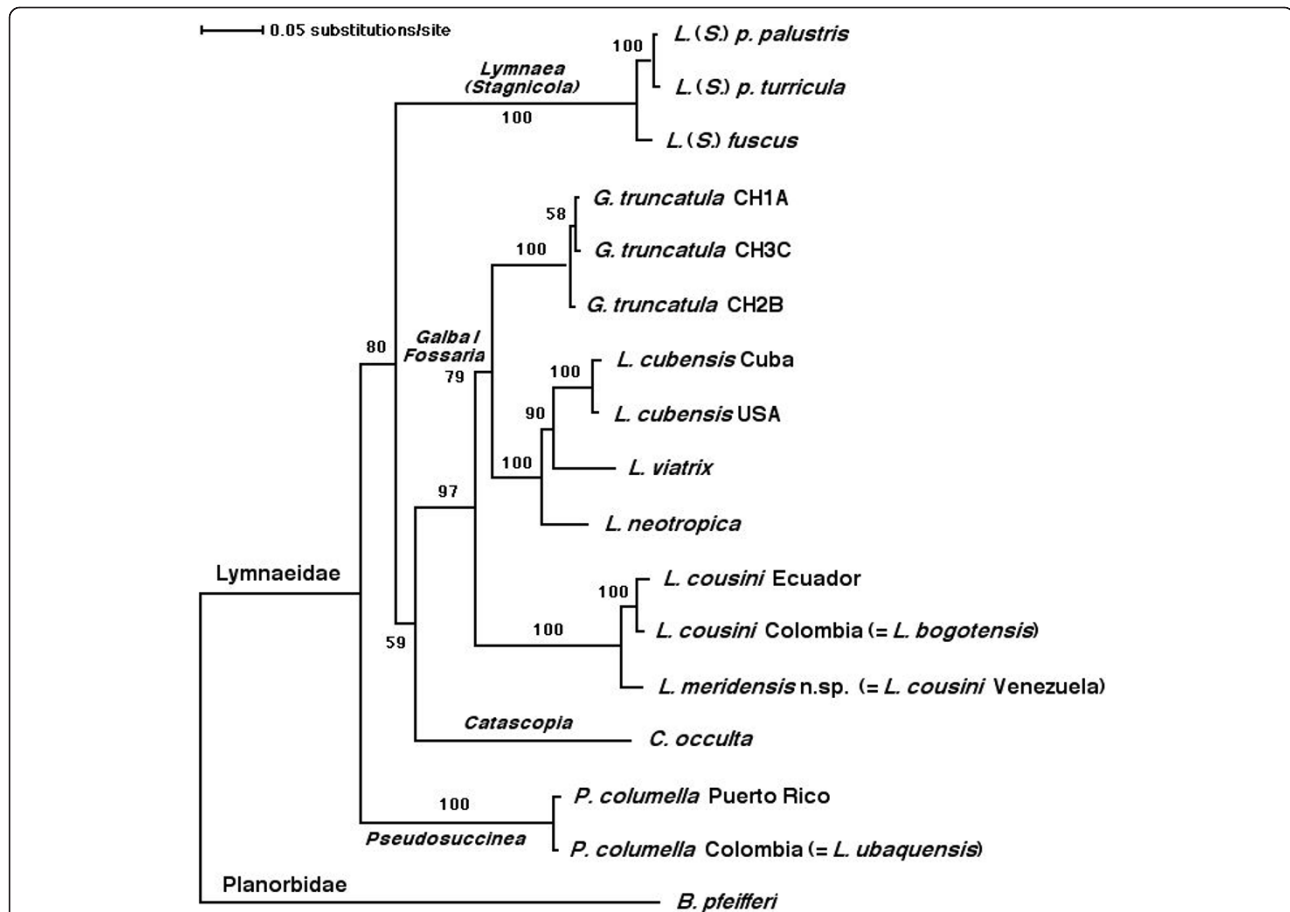 0.05 substitutions/site
L. (S.) p. palustris
100
Lymnaea
(Stagnicola)
100
L. (S.) p. turricula
L. (S.) fuscus
G. truncatula CH1A
58
G. truncatula CH3C
100
G. truncatula CH2B
80
Galba /
Fossaria
79
L. cubensis Cuba
100
L. cubensis USA
90
L. viatrix
100
97
L. neotropica
Lymnaeidae
L. cousini Ecuador
100
L. cousini Colombia (= L. bogotensis)
100
59
L. meridensis n.sp. (= L. cousini Venezuela)
Catascopia
C. occulta
P. columella Puerto Rico
100
Pseudosuccinea
P. columella Colombia (= L. ubaquensis)
Planorbidae
B. pfeifferi